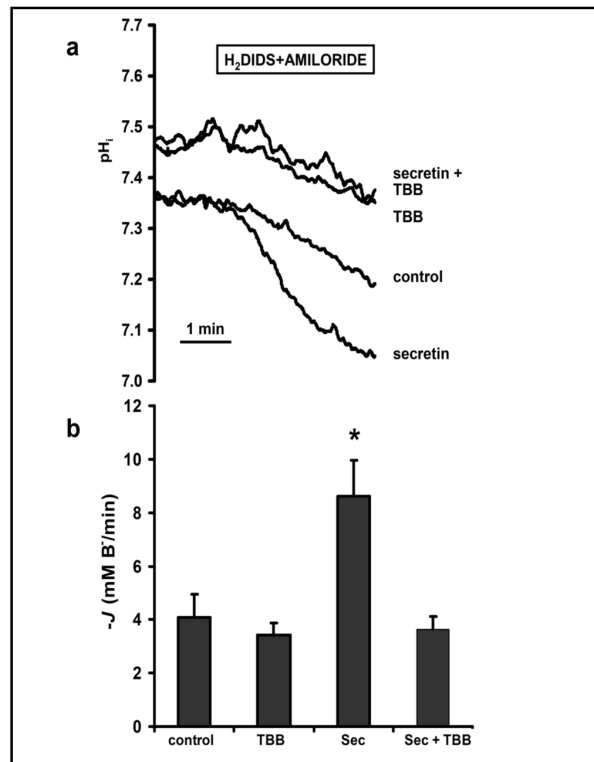 a
7.7
H₂DIDS+AMILORIDE
7.6
7.5
pHᵢ
7.4
secretin +
TBB
7.3
TBB
7.2
control
1 min
7.1
secretin
7.0
b
12
*
10
8
-J (mM B⁻/min)
6
4
2
0
control TBB Sec Sec + TBB